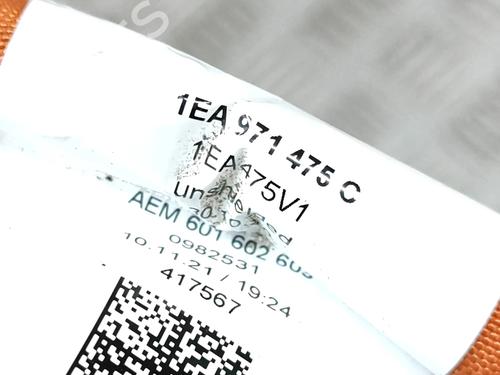 1EA 971 475 C
1EA475V1
AEM 601 602 603
0982531
10.11.21 / 19:24
417567